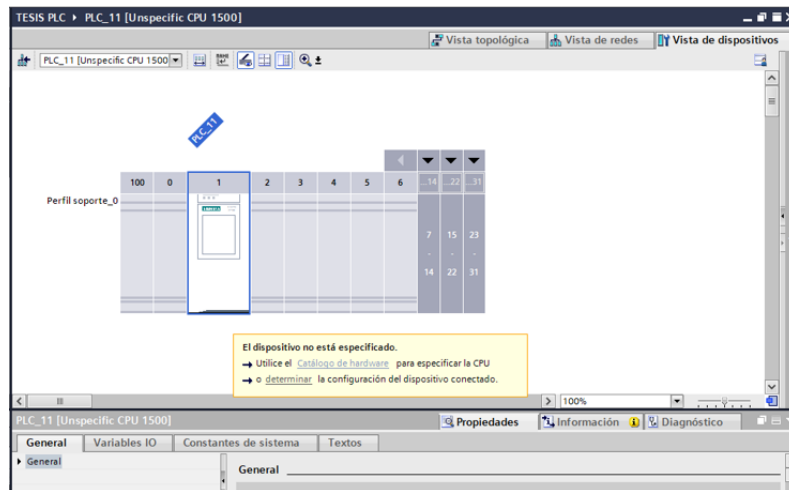 TESIS PLC ▸ PLC_11 [Unspecific CPU 1500]
Vista topológica Vista de redes Vista de dispositivos
PLC_11 [Unspecific CPU 1500]
PLC_11
100 0 1 2 3 4 5 6 ...14 ...22 ...31
Perfil soporte_0
SIEMENS
7 15 23
14 22 31
El dispositivo no está especificado.
→ Utilice el Catálogo de hardware para especificar la CPU
→ o determinar la configuración del dispositivo conectado.
100%
PLC_11 [Unspecific CPU 1500] Propiedades Información Diagnóstico
General Variables IO Constantes de sistema Textos
General
General